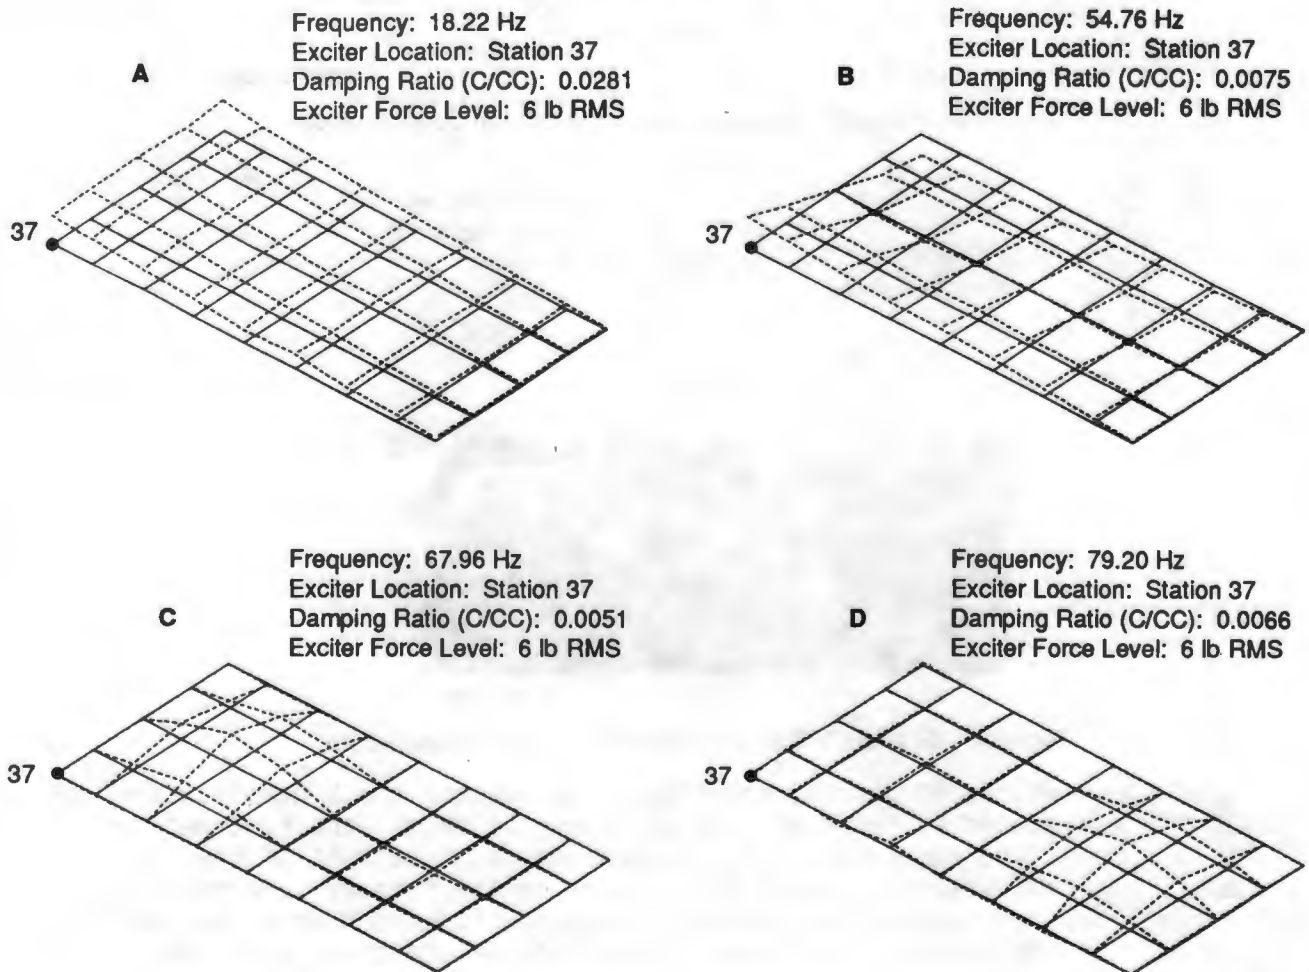 A
Frequency: 18.22 Hz
Exciter Location: Station 37
Damping Ratio (C/CC): 0.0281
Exciter Force Level: 6 lb RMS
37
B
Frequency: 54.76 Hz
Exciter Location: Station 37
Damping Ratio (C/CC): 0.0075
Exciter Force Level: 6 lb RMS
37
C
Frequency: 67.96 Hz
Exciter Location: Station 37
Damping Ratio (C/CC): 0.0051
Exciter Force Level: 6 lb RMS
37
D
Frequency: 79.20 Hz
Exciter Location: Station 37
Damping Ratio (C/CC): 0.0066
Exciter Force Level: 6 lb RMS
37